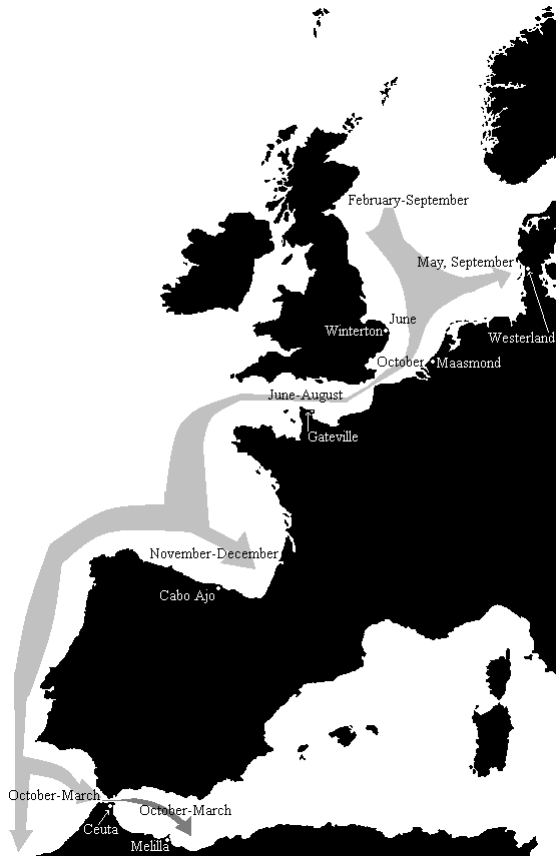 February-September
May, September
June
Winterton
Westerland
October
Maasmond
June-August
Gateville
November-December
Cabo Ajo
October-March
October-March
Ceuta
Melilla